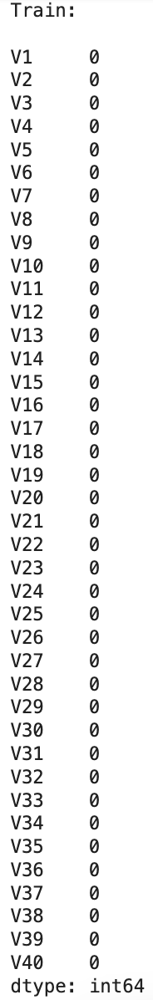 Train:
V1 0
V2 0
V3 0
V4 0
V5 0
V6 0
V7 0
V8 0
V9 0
V10 0
V11 0
V12 0
V13 0
V14 0
V15 0
V16 0
V17 0
V18 0
V19 0
V20 0
V21 0
V22 0
V23 0
V24 0
V25 0
V26 0
V27 0
V28 0
V29 0
V30 0
V31 0
V32 0
V33 0
V34 0
V35 0
V36 0
V37 0
V38 0
V39 0
V40 0
dtype: int64